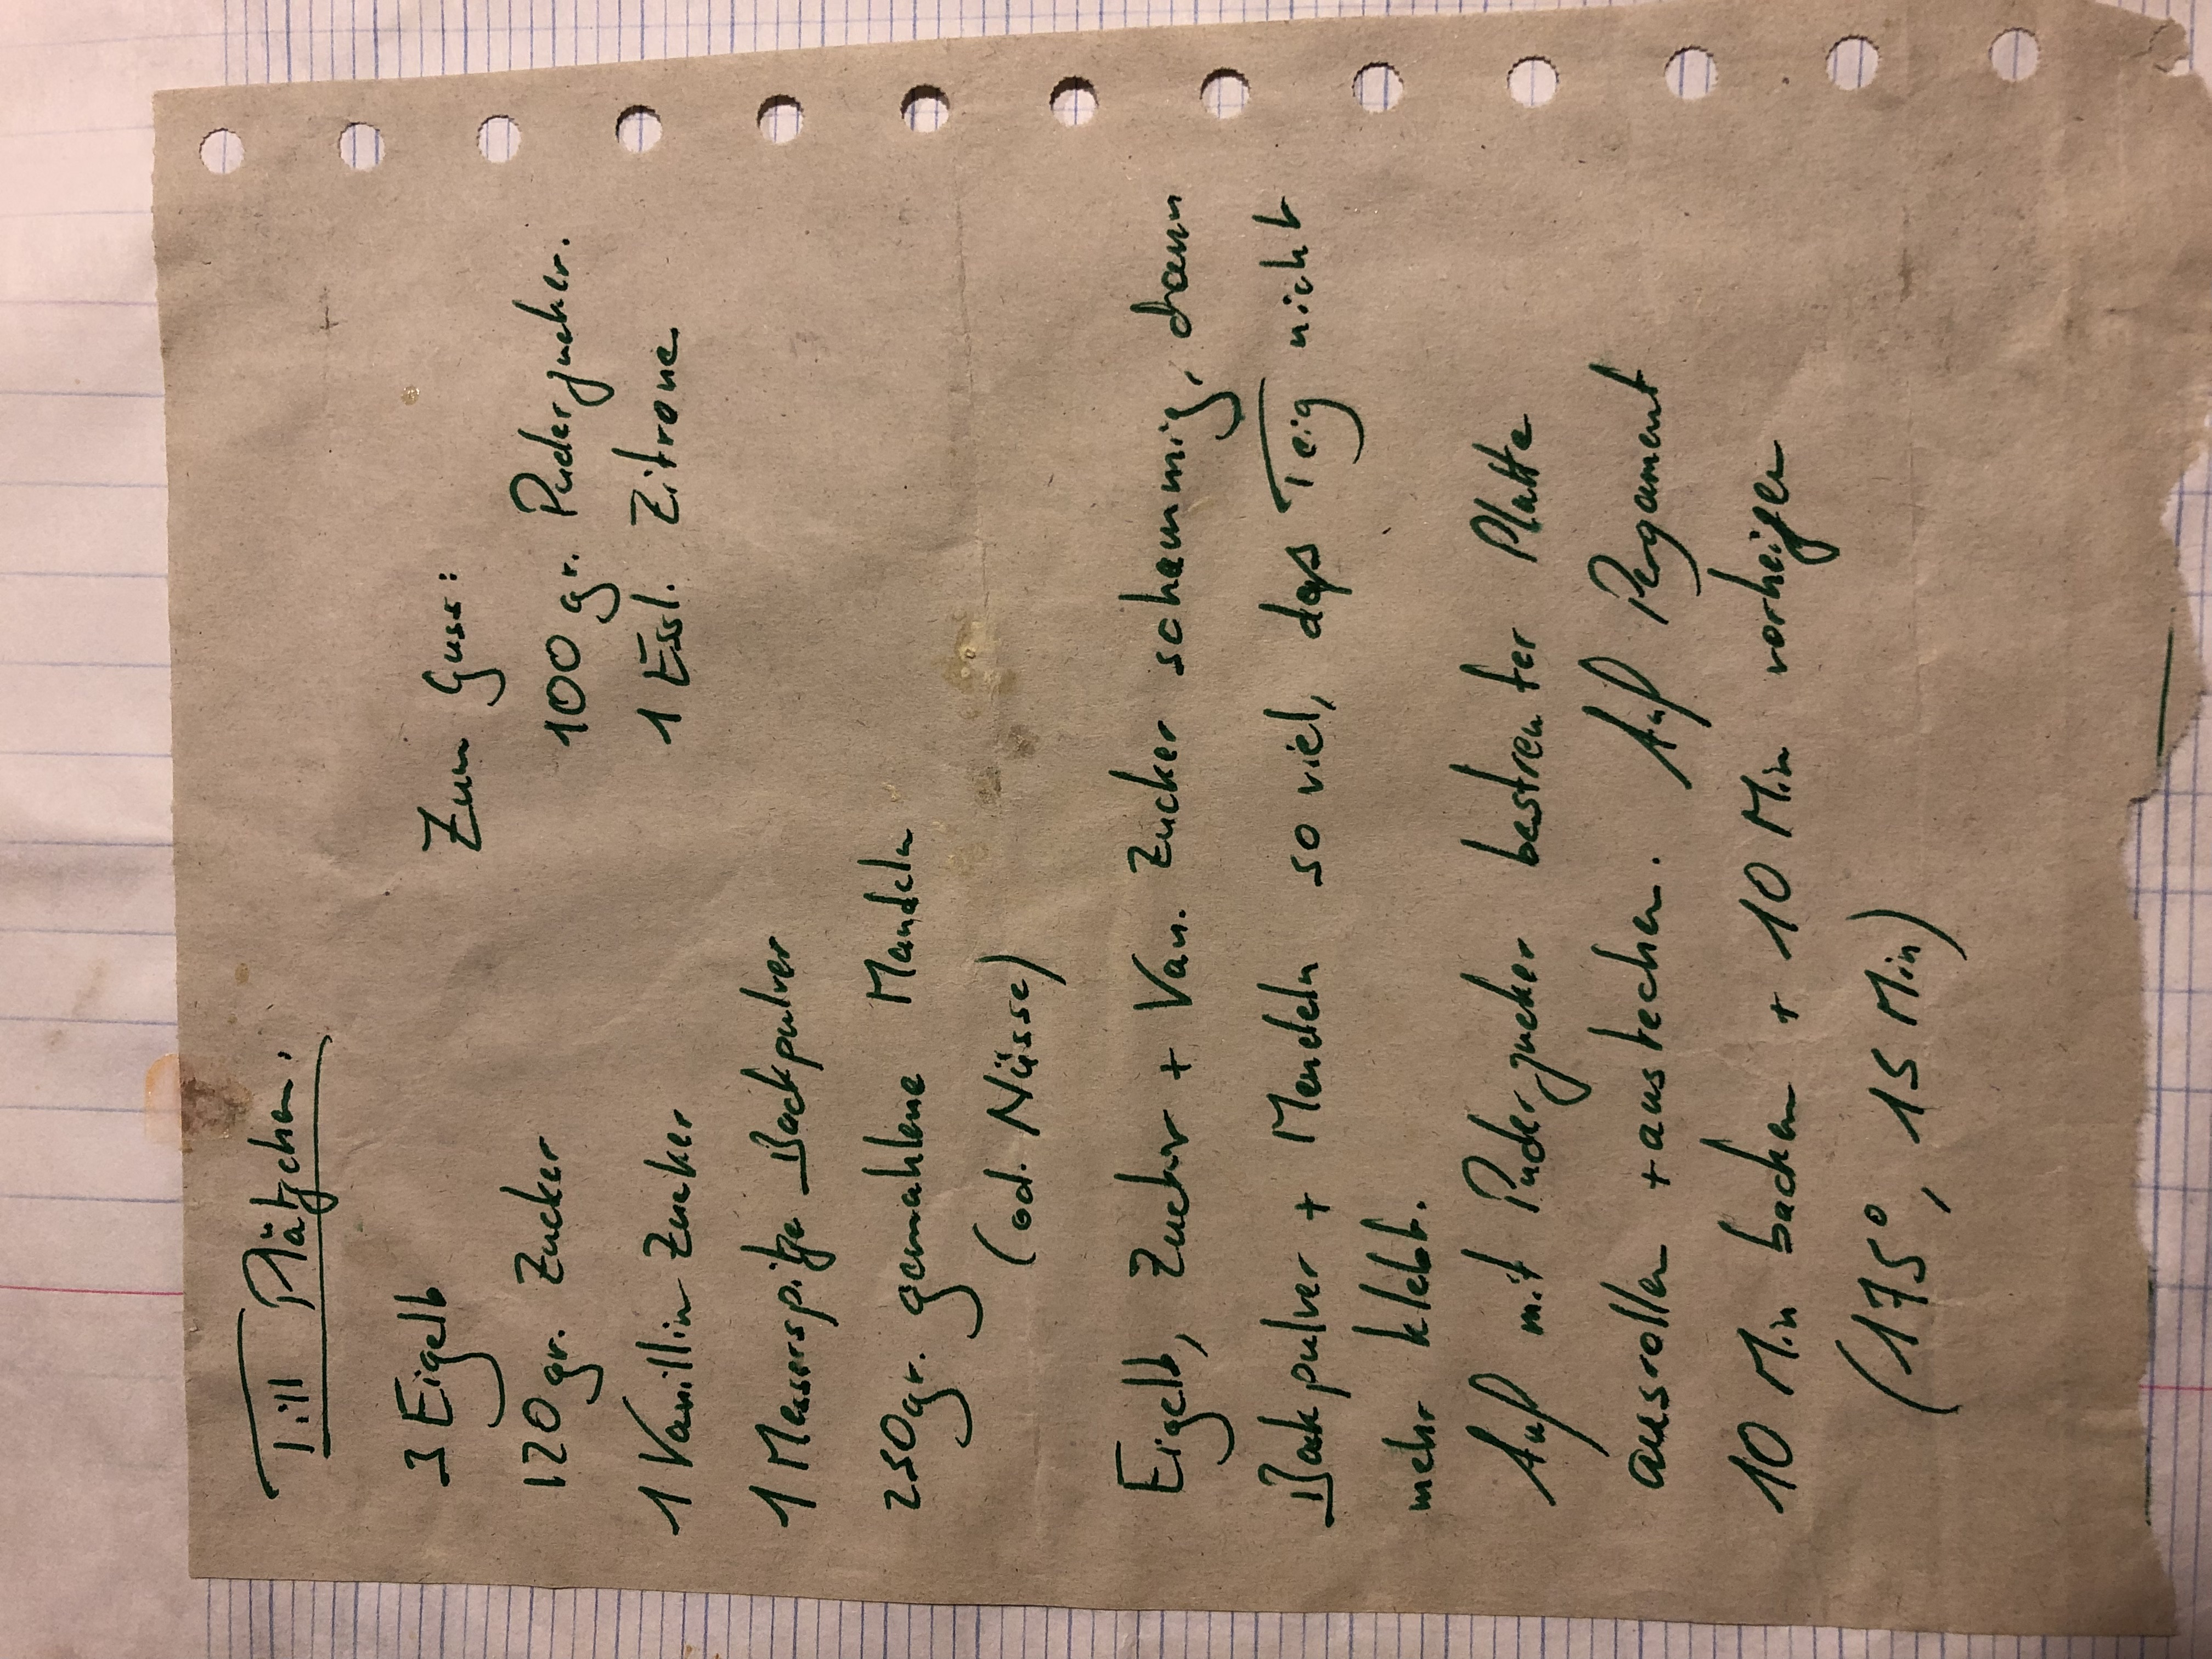 Till Plätzchen.
3 Eigelb
120 gr. Zucker
1 Vanillin Zucker
1 Messerspitze Backpulver
250 gr. gemahlene Mandeln
(od. Nüsse)
Zum Guss:
100 gr. Puderzucker.
1 Essl. Zitrone
Eigelb, Zucker + Van. Zucker schaummig, dann
Backpulver + Mandeln so viel, daß Teig nicht
mehr klebt.
Auf mit Puderzucker bestreuter Platte
ausrollen + austechen. Auf Pergament
10 Min backen + 10 Min vorheizen
(175°, 15 Min)